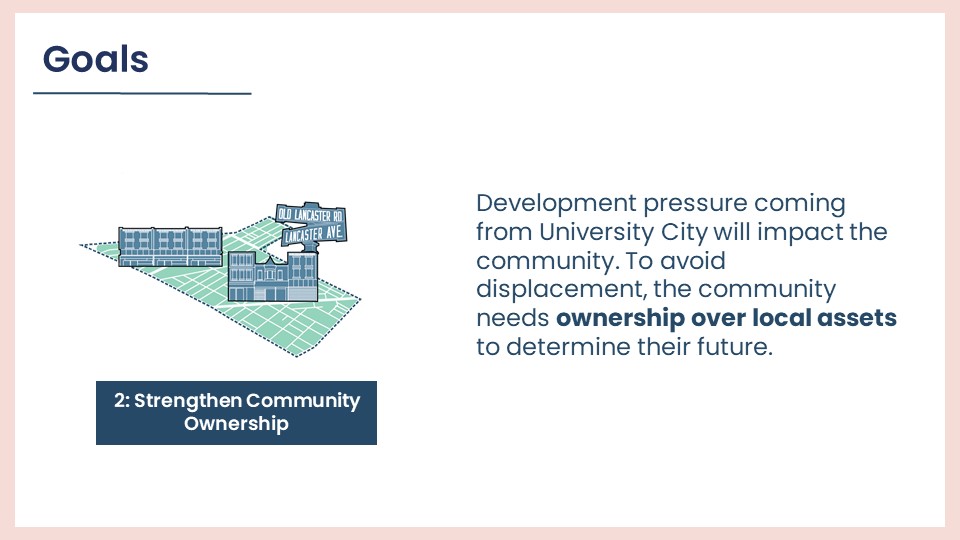 Goals
OLD LANCASTER RD.
LANCASTER AVE.
2: Strengthen Community
Ownership
Development pressure coming
from University City will impact the
community. To avoid
displacement, the community
needs ownership over local assets
to determine their future.